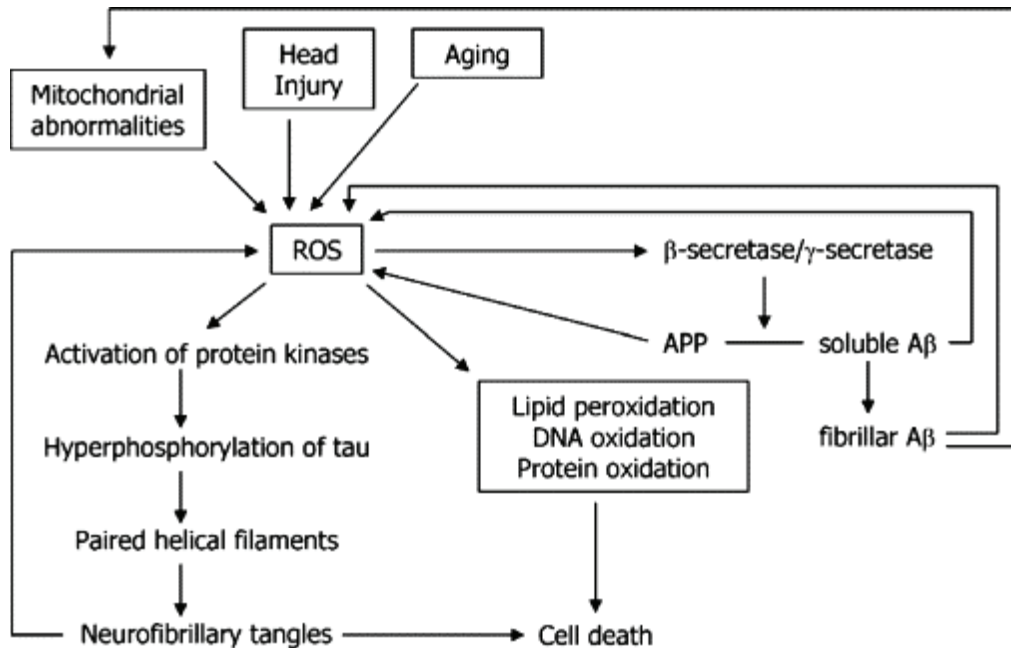 Head
Injury
Aging
Mitochondrial
abnormalities
ROS
β-secretase/γ-secretase
Activation of protein kinases
APP
soluble Aβ
Lipid peroxidation
DNA oxidation
Protein oxidation
Hyperphosphorylation of tau
fibrillar Aβ
Paired helical filaments
Neurofibrillary tangles
Cell death